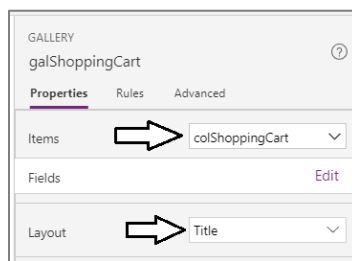 GALLERY
galShoppingCart
?
Properties Rules Advanced
Items colShoppingCart
Fields Edit
Layout Title